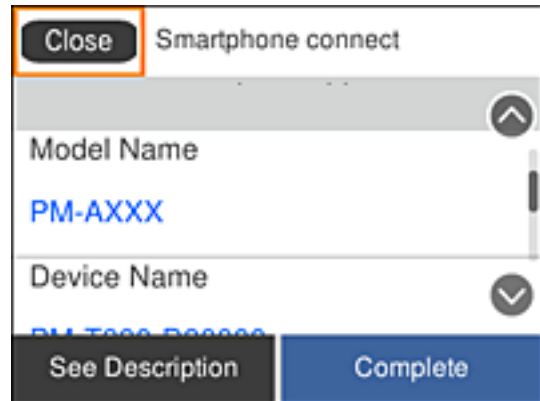 Close
Smartphone connect
Model Name
PM-AXXX
Device Name
See Description
Complete